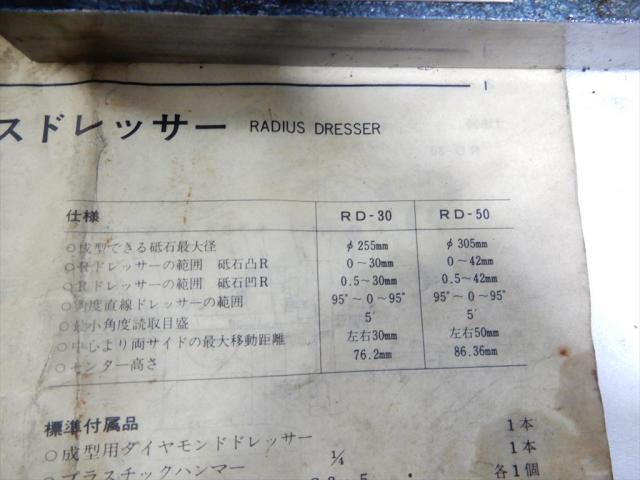 スドレッサー RADIUS DRESSER
仕様 RD-30 RD-50
○成型できる砥石最大径 φ255mm φ305mm
○Rドレッサーの範囲 砥石凸R 0～30mm 0～42mm
○Rドレッサーの範囲 砥石凹R 0.5～30mm 0.5～42mm
○角度直線ドレッサーの範囲 95°～0～95° 95°～0～95°
○最小角度読取目盛 5′ 5′
○中心より両サイドの最大移動距離 左右30mm 左右50mm
○センター高さ 76.2mm 86.36mm
標準付属品
○成型用ダイヤモンドドレッサー 1本
○プラスチックハンマー 1/4 1本
各1個